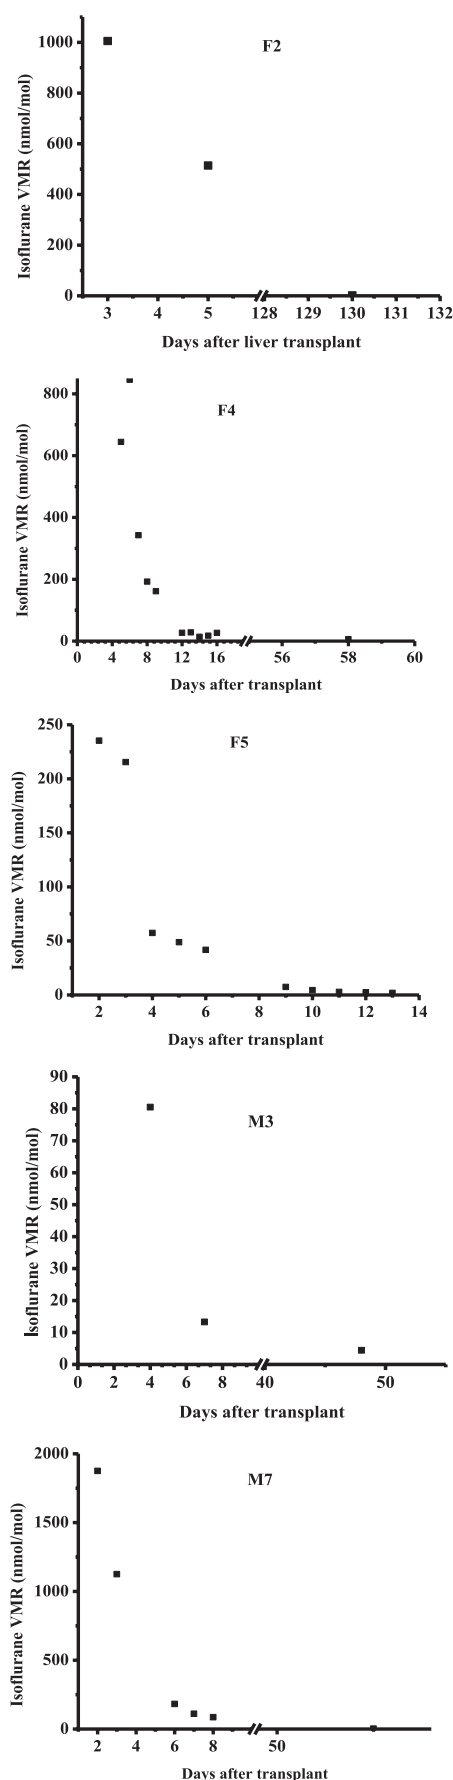 F2
Isoflurane VMR (nmol/mol)
1000
800
600
400
200
0
3 4 5 128 129 130 131 132
Days after liver transplant
F4
Isoflurane VMR (nmol/mol)
800
600
400
200
0
0 4 8 12 16 56 58 60
Days after transplant
F5
Isoflurane VMR (nmol/mol)
250
200
150
100
50
0
2 4 6 8 10 12 14
Days after transplant
M3
Isoflurane VMR (nmol/mol)
90
80
70
60
50
40
30
20
10
0
0 2 4 6 8 40 50
Days after transplant
M7
Isoflurane VMR (nmol/mol)
2000
1500
1000
500
0
2 4 6 8 50
Days after transplant